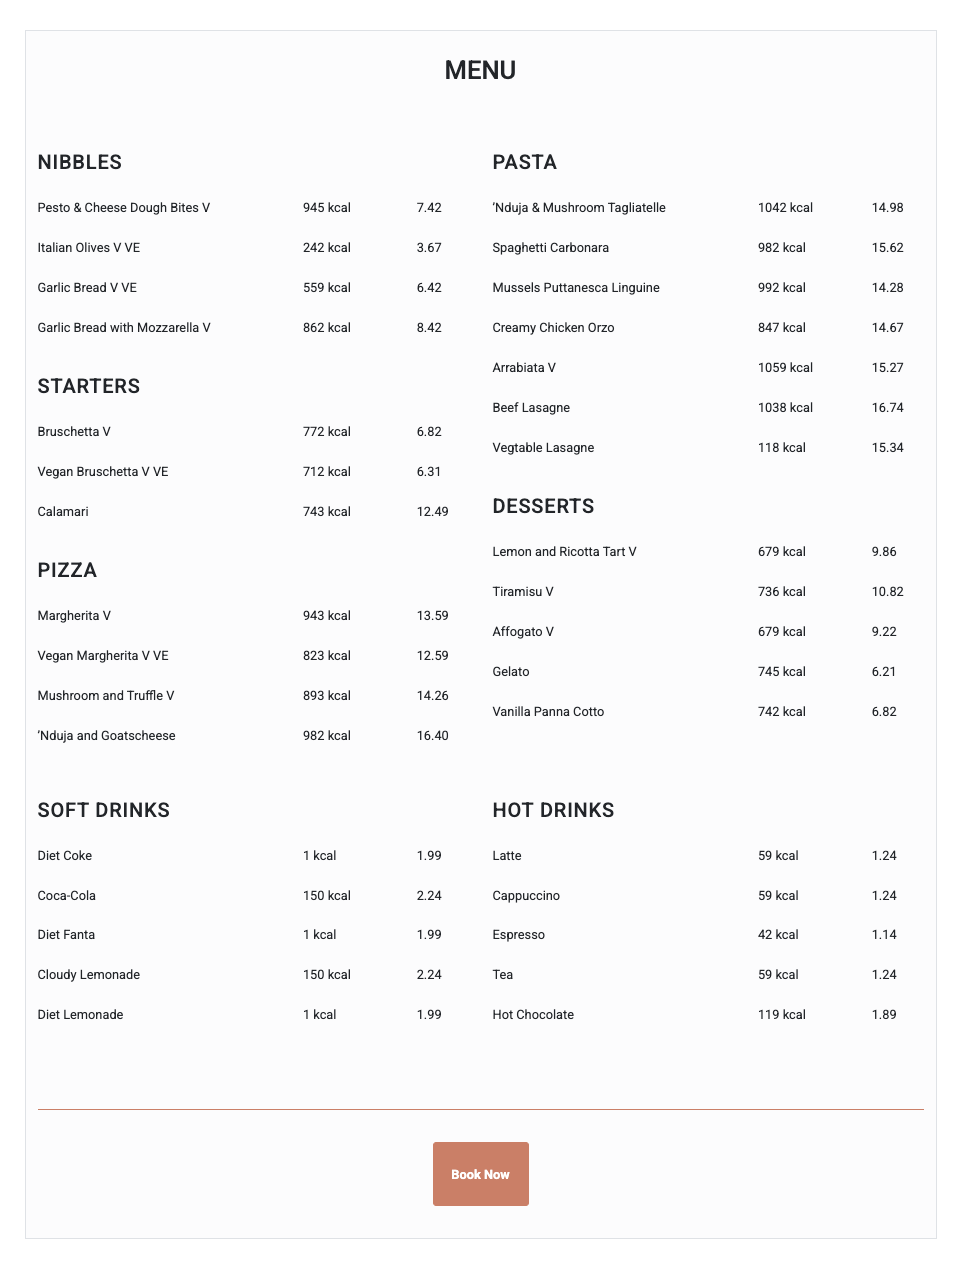 MENU
NIBBLES
Pesto & Cheese Dough Bites V 945 kcal 7.42
Italian Olives V VE 242 kcal 3.67
Garlic Bread V VE 559 kcal 6.42
Garlic Bread with Mozzarella V 862 kcal 8.42
STARTERS
Bruschetta V 772 kcal 6.82
Vegan Bruschetta V VE 712 kcal 6.31
Calamari 743 kcal 12.49
PIZZA
Margherita V 943 kcal 13.59
Vegan Margherita V VE 823 kcal 12.59
Mushroom and Truffle V 893 kcal 14.26
‘Nduja and Goatscheese 982 kcal 16.40
PASTA
‘Nduja & Mushroom Tagliatelle 1042 kcal 14.98
Spaghetti Carbonara 982 kcal 15.62
Mussels Puttanesca Linguine 992 kcal 14.28
Creamy Chicken Orzo 847 kcal 14.67
Arrabiata V 1059 kcal 15.27
Beef Lasagne 1038 kcal 16.74
Vegtable Lasagne 118 kcal 15.34
DESSERTS
Lemon and Ricotta Tart V 679 kcal 9.86
Tiramisu V 736 kcal 10.82
Affogato V 679 kcal 9.22
Gelato 745 kcal 6.21
Vanilla Panna Cotto 742 kcal 6.82
SOFT DRINKS
Diet Coke 1 kcal 1.99
Coca-Cola 150 kcal 2.24
Diet Fanta 1 kcal 1.99
Cloudy Lemonade 150 kcal 2.24
Diet Lemonade 1 kcal 1.99
HOT DRINKS
Latte 59 kcal 1.24
Cappuccino 59 kcal 1.24
Espresso 42 kcal 1.14
Tea 59 kcal 1.24
Hot Chocolate 119 kcal 1.89
Book Now